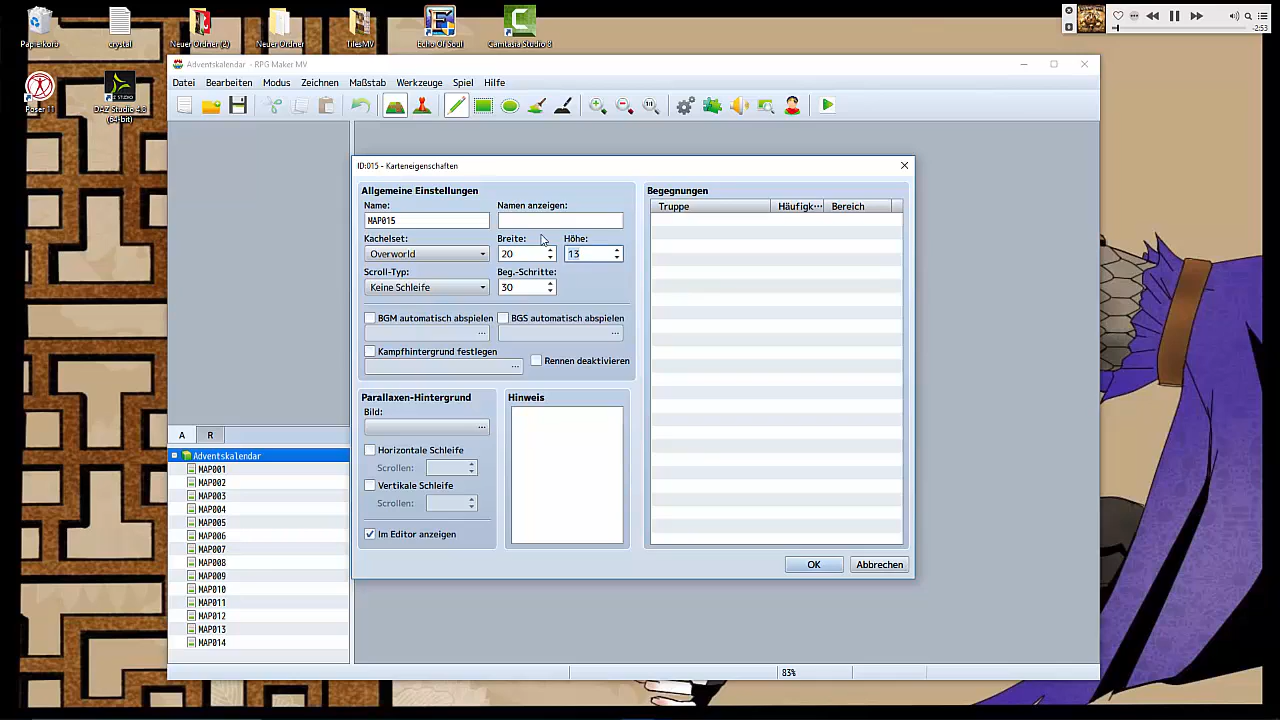 Papierkorb
crystal
Neuer Ordner (2)
Neuer Ordner
TilesMV
Echo Of Soul
Camtasia Studio 8
-2:53
Poser 11
DAZ Studio 4.8
(64-bit)
Adventskalendar - RPG Maker MV
Datei Bearbeiten Modus Zeichnen Maßstab Werkzeuge Spiel Hilfe
1:1
ID:015 - Karteneigenschaften
Allgemeine Einstellungen
Name: Namen anzeigen:
MAP015
Kachelset: Breite: Höhe:
Overworld 20 13
Scroll-Typ: Beg.-Schritte:
Keine Schleife 30
BGM automatisch abspielen BGS automatisch abspielen
... ...
Kampfhintergrund festlegen
Rennen deaktivieren
...
Parallaxen-Hintergrund
Bild:
...
Horizontale Schleife
Scrollen:
Vertikale Schleife
Scrollen:
Im Editor anzeigen
Hinweis
Begegnungen
Truppe Häufigk··· Bereich
OK Abbrechen
A R
Adventskalendar
MAP001
MAP002
MAP003
MAP004
MAP005
MAP006
MAP007
MAP008
MAP009
MAP010
MAP011
MAP012
MAP013
MAP014
83%